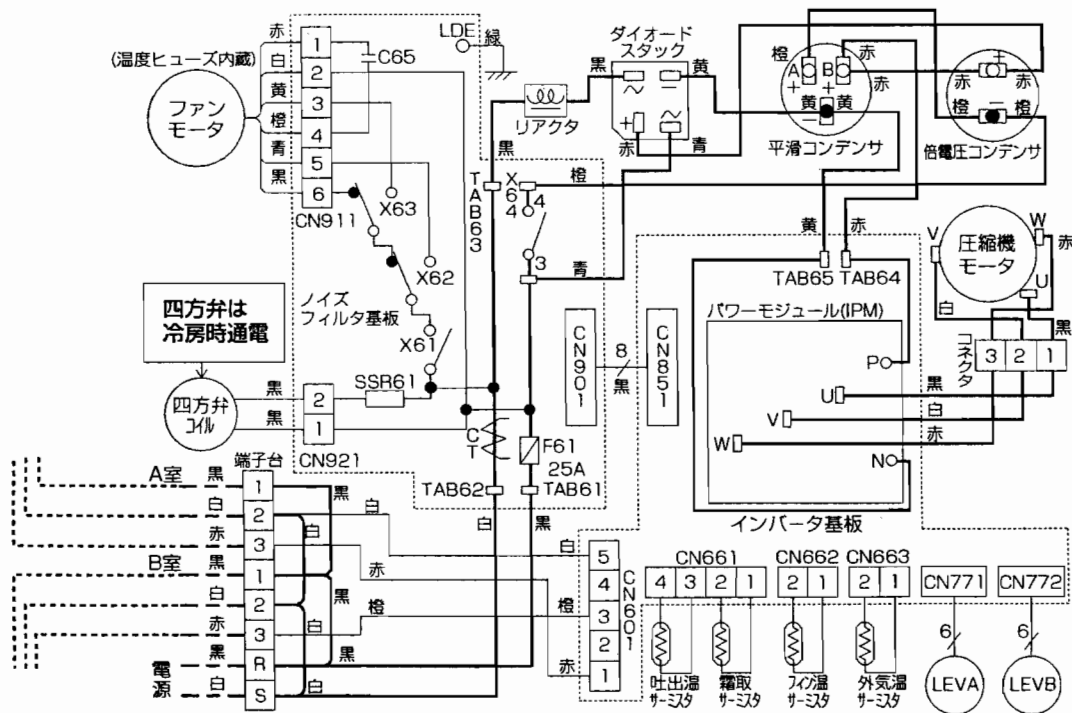 (温度ヒューズ内蔵)
ファン
モータ
赤
白
黄
橙
青
黒
1
2
3
4
5
6
CN911
C65
LDE
緑
X63
X62
X61
ノイズ
フィルタ基板
四方弁は
冷房時通電
四方弁
コイル
黒
黒
2
1
CN921
SSR61
リアクタ
黒
黒
ダイオード
スタック
~
−
+
~
黄
赤
青
TAB63
X64
4
3
橙
青
CT
F61
25A
TAB62
TAB61
白
黒
橙
A
B
+
+
赤
赤
黄
黄
−
平滑コンデンサ
+
赤
赤
橙
−
橙
倍電圧コンデンサ
黄
赤
TAB65
TAB64
圧縮機
モータ
V
W
U
赤
白
黒
コネクタ
3
2
1
パワーモジュール(IPM)
P
U
V
W
N
黒
白
赤
インバータ基板
CN901
8
黒
CN851
端子台
A室
黒
白
赤
B室
黒
白
赤
電源
黒
白
1
2
3
1
2
3
R
S
黒
白
白
赤
黒
白
橙
黒
白
白
橙
赤
5
4
3
2
1
CN601
CN661
4
3
2
1
CN662
2
1
CN663
2
1
CN771
CN772
吐出温
サーミスタ
霜取
サーミスタ
フィン温
サーミスタ
外気温
サーミスタ
6
6
LEVA
LEVB